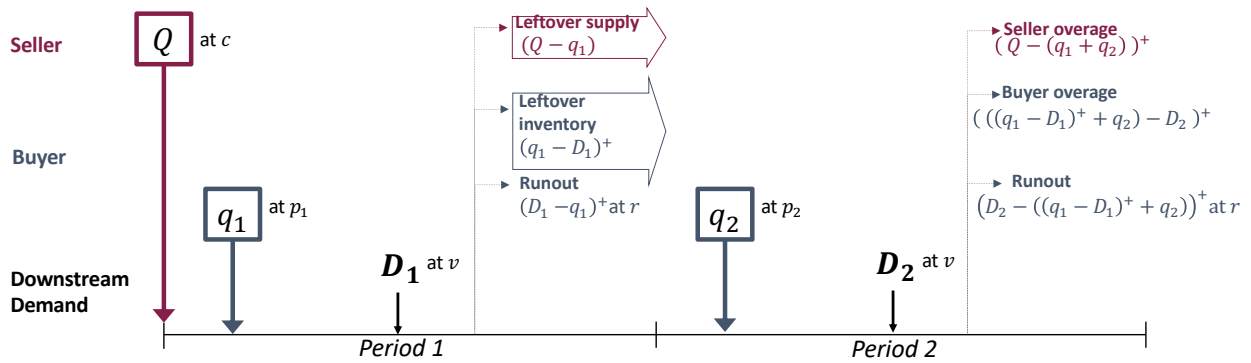 Seller
Q at c
Leftover supply
(Q − q₁)
Seller overage
( Q − (q₁ + q₂) )⁺
Buyer
q₁ at p₁
Leftover
inventory
(q₁ − D₁)⁺
Runout
(D₁ −q₁)⁺ at r
q₂ at p₂
Buyer overage
( ((q₁ − D₁)⁺ + q₂) − D₂ )⁺
Runout
(D₂ − ((q₁ − D₁)⁺ + q₂))⁺ at r
Downstream
Demand
D₁ at v
D₂ at v
Period 1
Period 2